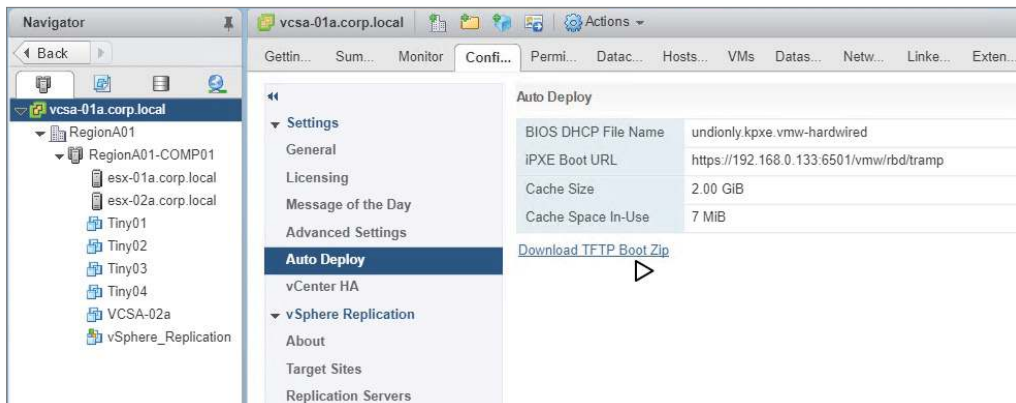 Navigator
Back
vcsa-01a.corp.local
RegionA01
RegionA01-COMP01
esx-01a.corp.local
esx-02a.corp.local
Tiny01
Tiny02
Tiny03
Tiny04
VCSA-02a
vSphere_Replication
vcsa-01a.corp.local Actions
Gettin... Sum... Monitor Confi... Permi... Datac... Hosts... VMs Datas... Netw... Linke... Exten...
Settings
General
Licensing
Message of the Day
Advanced Settings
Auto Deploy
vCenter HA
vSphere Replication
About
Target Sites
Replication Servers
Auto Deploy
BIOS DHCP File Name undionly.kpxe.vmw-hardwired
iPXE Boot URL https://192.168.0.133:6501/vmw/rbd/tramp
Cache Size 2.00 GiB
Cache Space In-Use 7 MiB
Download TFTP Boot Zip